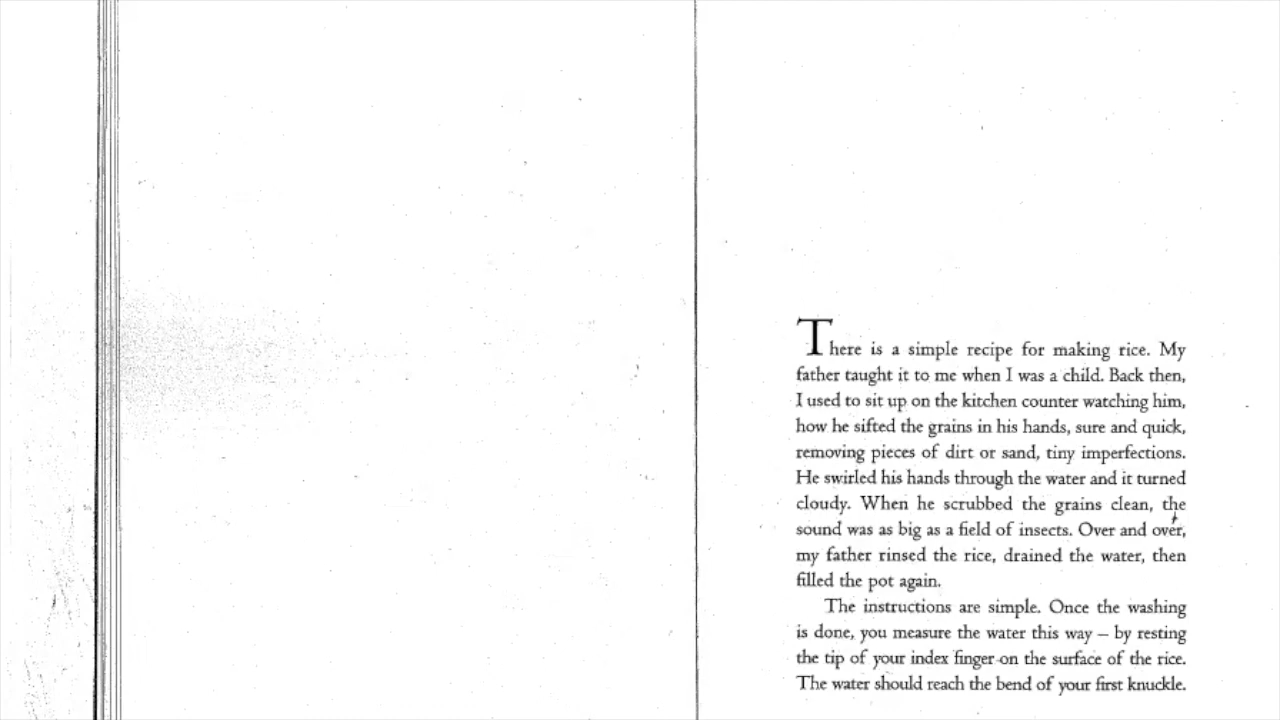 There is a simple recipe for making rice. My
father taught it to me when I was a child. Back then,
I used to sit up on the kitchen counter watching him,
how he sifted the grains in his hands, sure and quick,
removing pieces of dirt or sand, tiny imperfections.
He swirled his hands through the water and it turned
cloudy. When he scrubbed the grains clean, the
sound was as big as a field of insects. Over and over,
my father rinsed the rice, drained the water, then
filled the pot again.
The instructions are simple. Once the washing
is done, you measure the water this way – by resting
the tip of your index finger on the surface of the rice.
The water should reach the bend of your first knuckle.